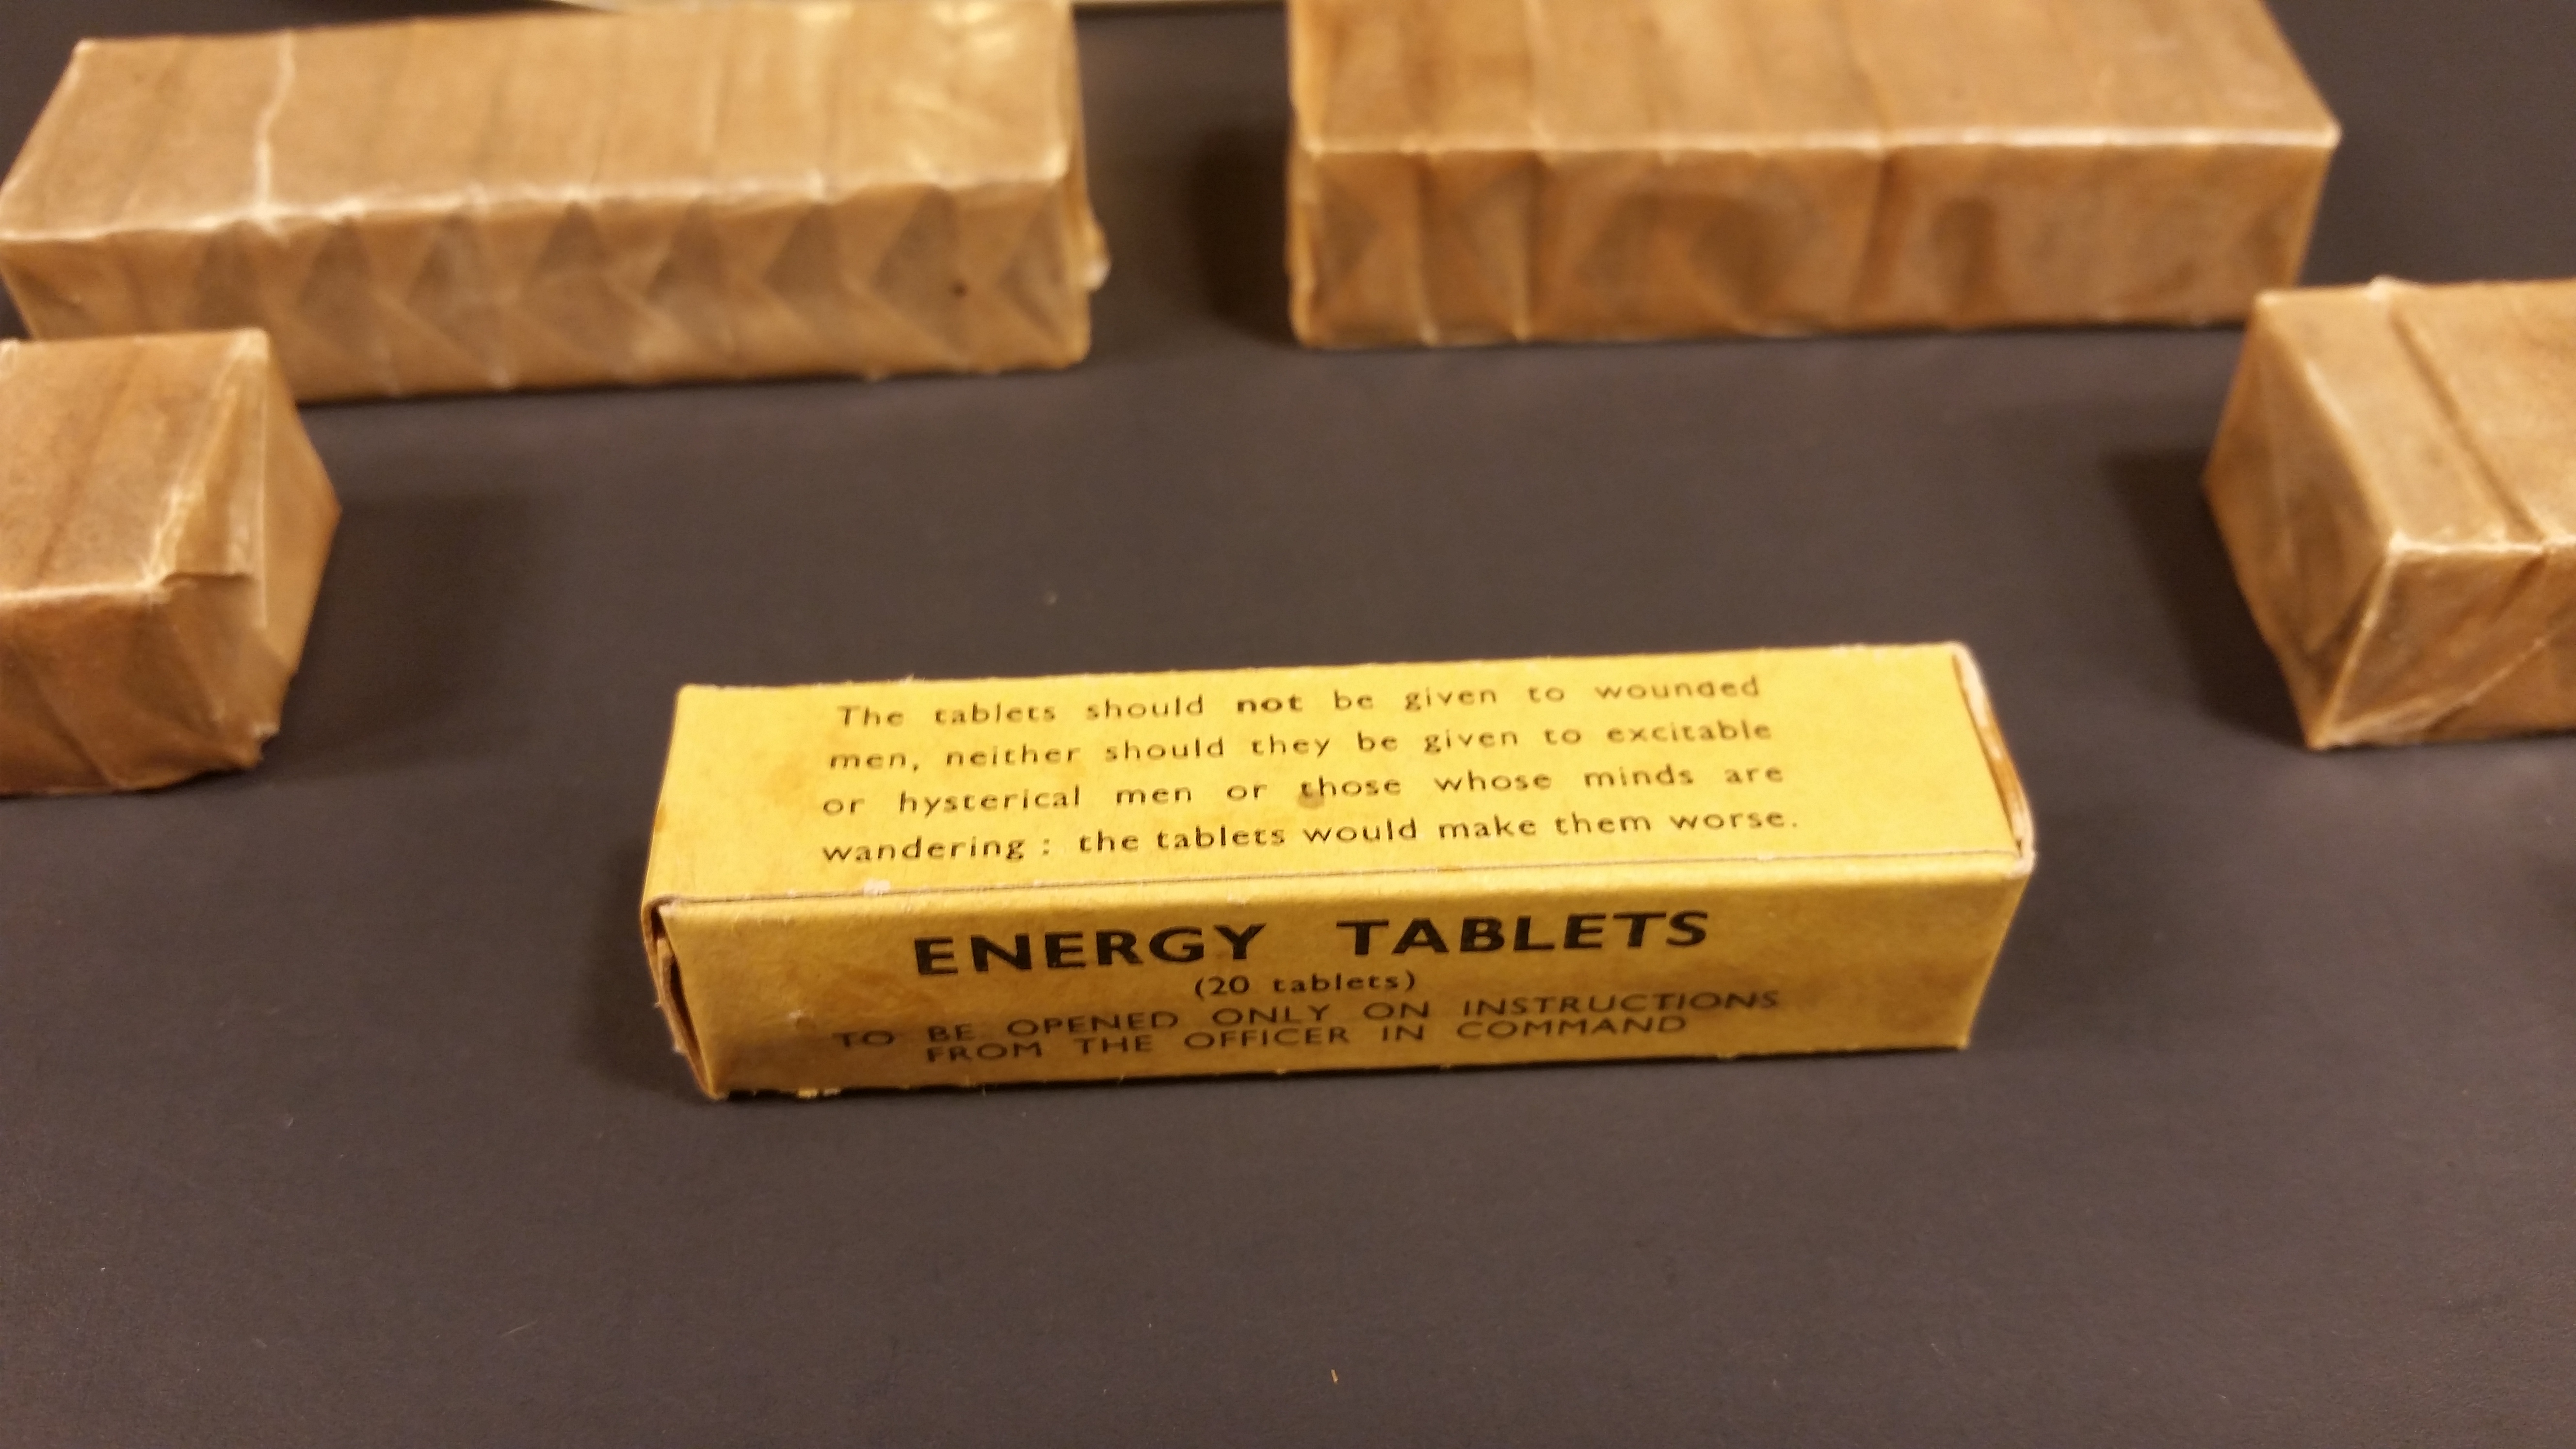 The tablets should not be given to wounded
men, neither should they be given to excitable
or hysterical men or those whose minds are
wandering : the tablets would make them worse.
ENERGY TABLETS
(20 tablets)
TO BE OPENED ONLY ON INSTRUCTIONS
FROM THE OFFICER IN COMMAND